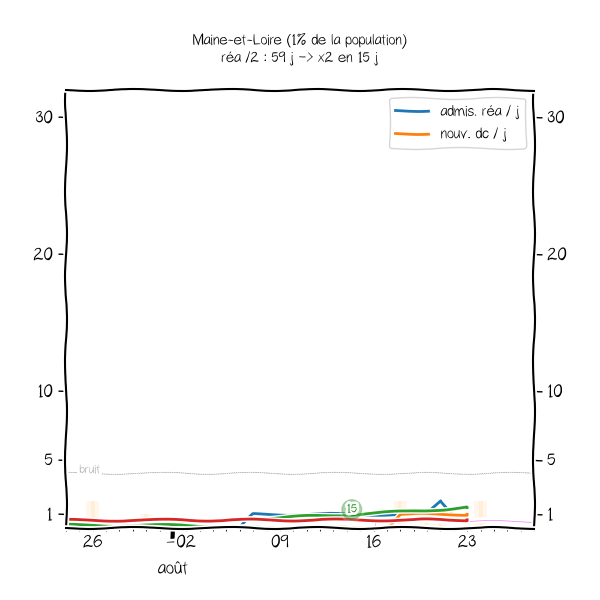 Maine-et-Loire (1% de la population)
réa /2 : 59 j -> x2 en 15 j
admis. réa / j
nouv. dc / j
30 30
20 20
10 10
5 5
bruit
15
1 1
26 02 09 16 23
août